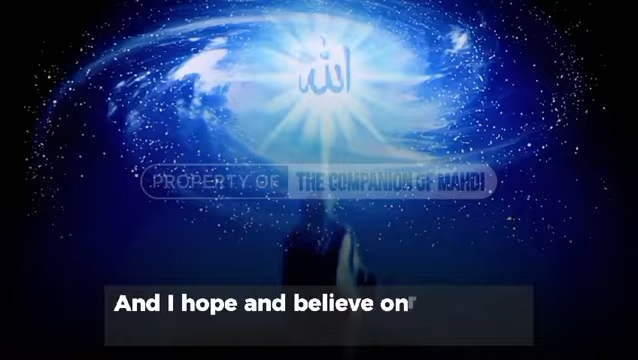 الله
PROPERTY OF THE COMPANION OF MAHDI
And I hope and believe on